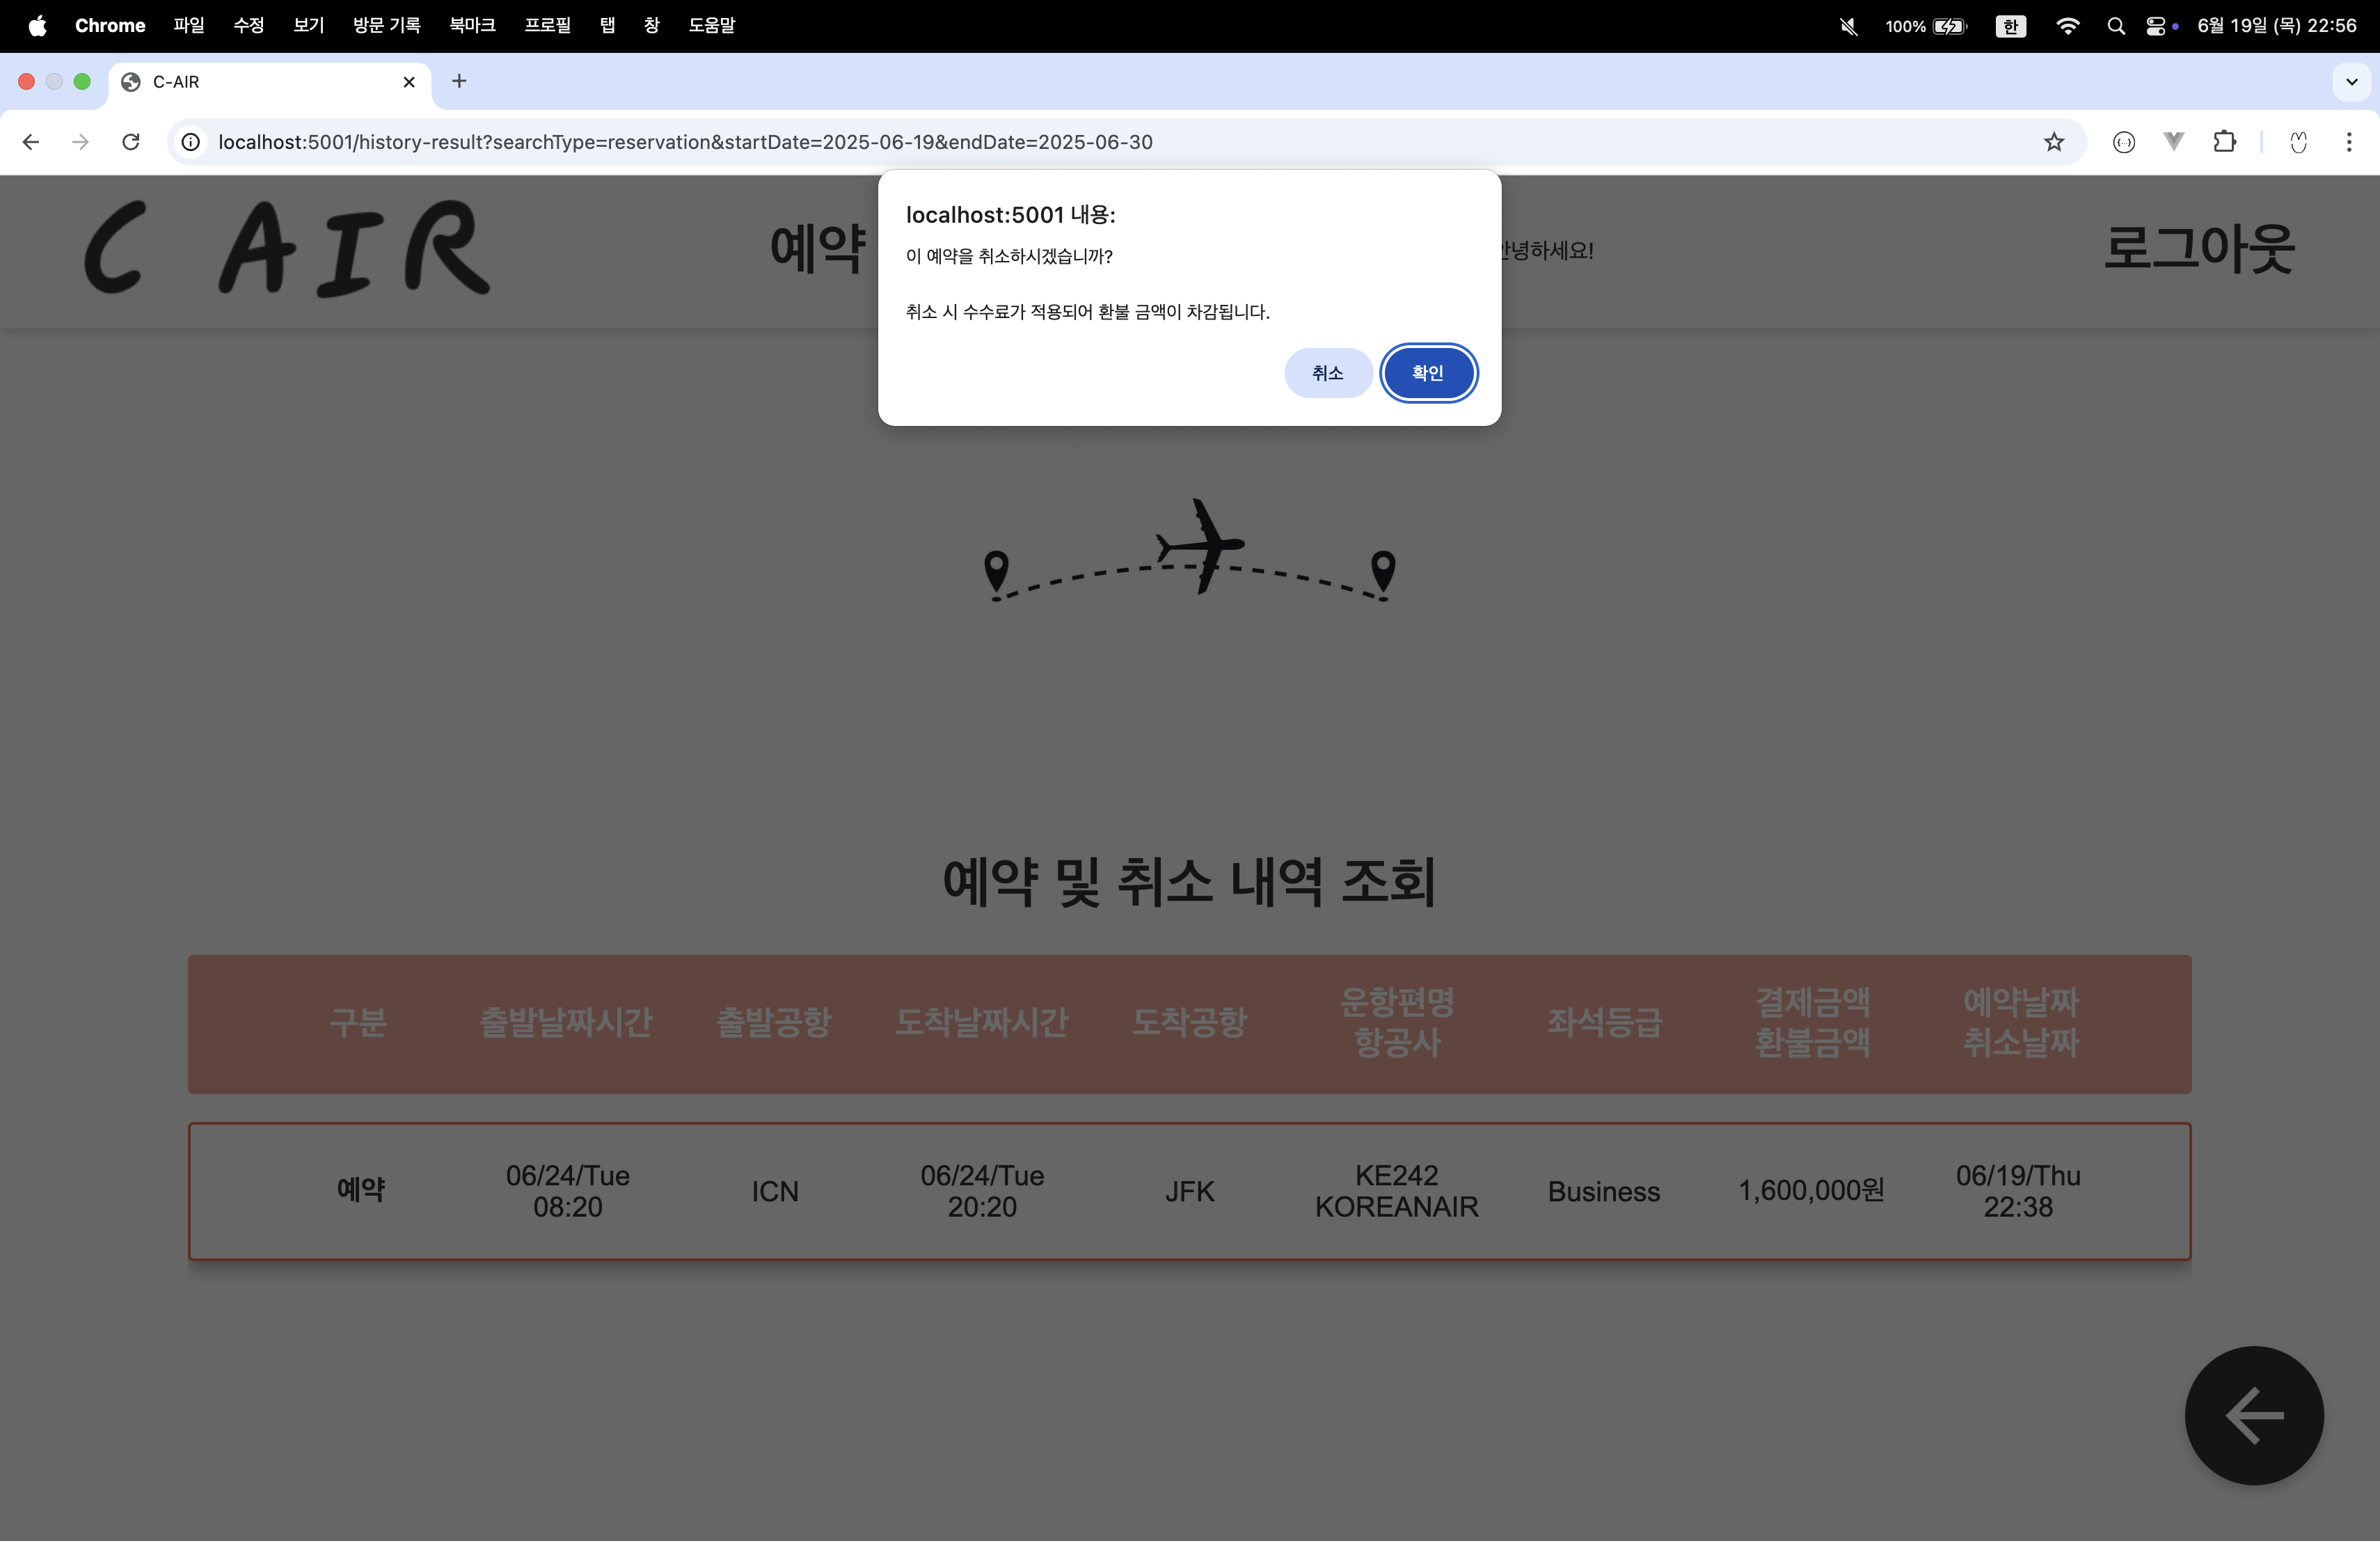 Chrome 파일 수정 보기 방문 기록 북마크 프로필 탭 창 도움말 100% 한 6월 19일 (목) 22:56
C-AIR
localhost:5001/history-result?searchType=reservation&startDate=2025-06-19&endDate=2025-06-30
localhost:5001 내용:
이 예약을 취소하시겠습니까?
취소 시 수수료가 적용되어 환불 금액이 차감됩니다.
취소 확인
C AIR 예약 안녕하세요! 로그아웃
예약 및 취소 내역 조회
구분 출발날짜시간 출발공항 도착날짜시간 도착공항 운항편명 항공사 좌석등급 결제금액 환불금액 예약날짜 취소날짜
예약 06/24/Tue 08:20 ICN 06/24/Tue 20:20 JFK KE242 KOREANAIR Business 1,600,000원 06/19/Thu 22:38